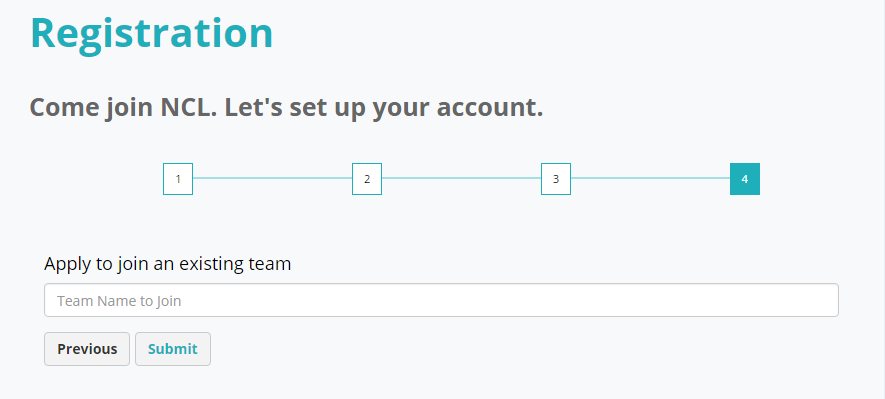 Registration
Come join NCL. Let's set up your account.
1 2 3 4
Apply to join an existing team
Team Name to Join
Previous Submit